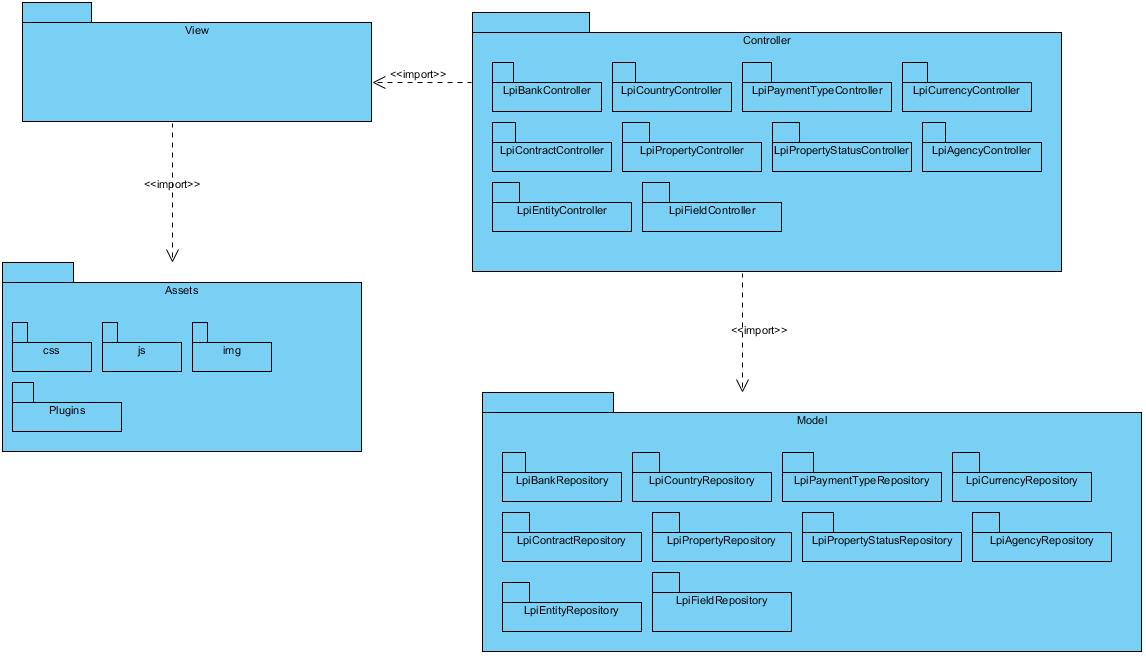 View
Controller
<<import>>
LpiBankController
LpiCountryController
LpiPaymentTypeController
LpiCurrencyController
LpiContractController
LpiPropertyController
LpiPropertyStatusController
LpiAgencyController
LpiEntityController
LpiFieldController
<<import>>
Assets
css
js
img
Plugins
<<import>>
Model
LpiBankRepository
LpiCountryRepository
LpiPaymentTypeRepository
LpiCurrencyRepository
LpiContractRepository
LpiPropertyRepository
LpiPropertyStatusRepository
LpiAgencyRepository
LpiEntityRepository
LpiFieldRepository